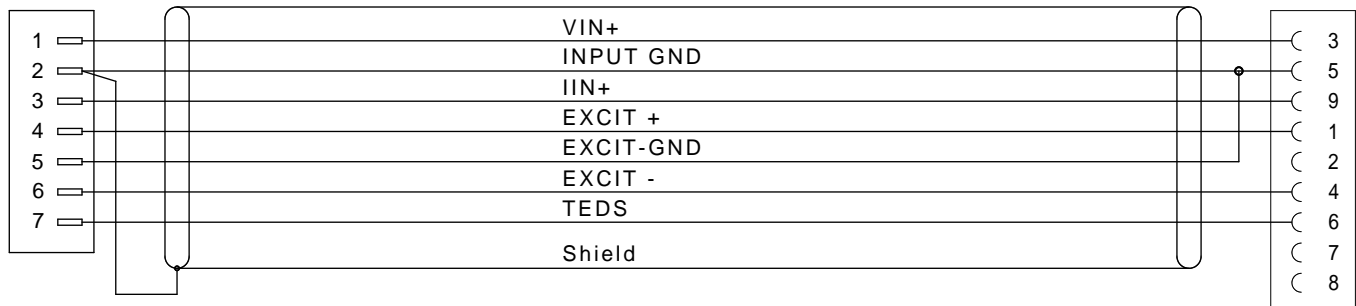 1 VIN+ 3
2 INPUT GND 5
3 IIN+ 9
4 EXCIT + 1
5 EXCIT-GND 2
6 EXCIT - 4
7 TEDS 6
Shield 7
8